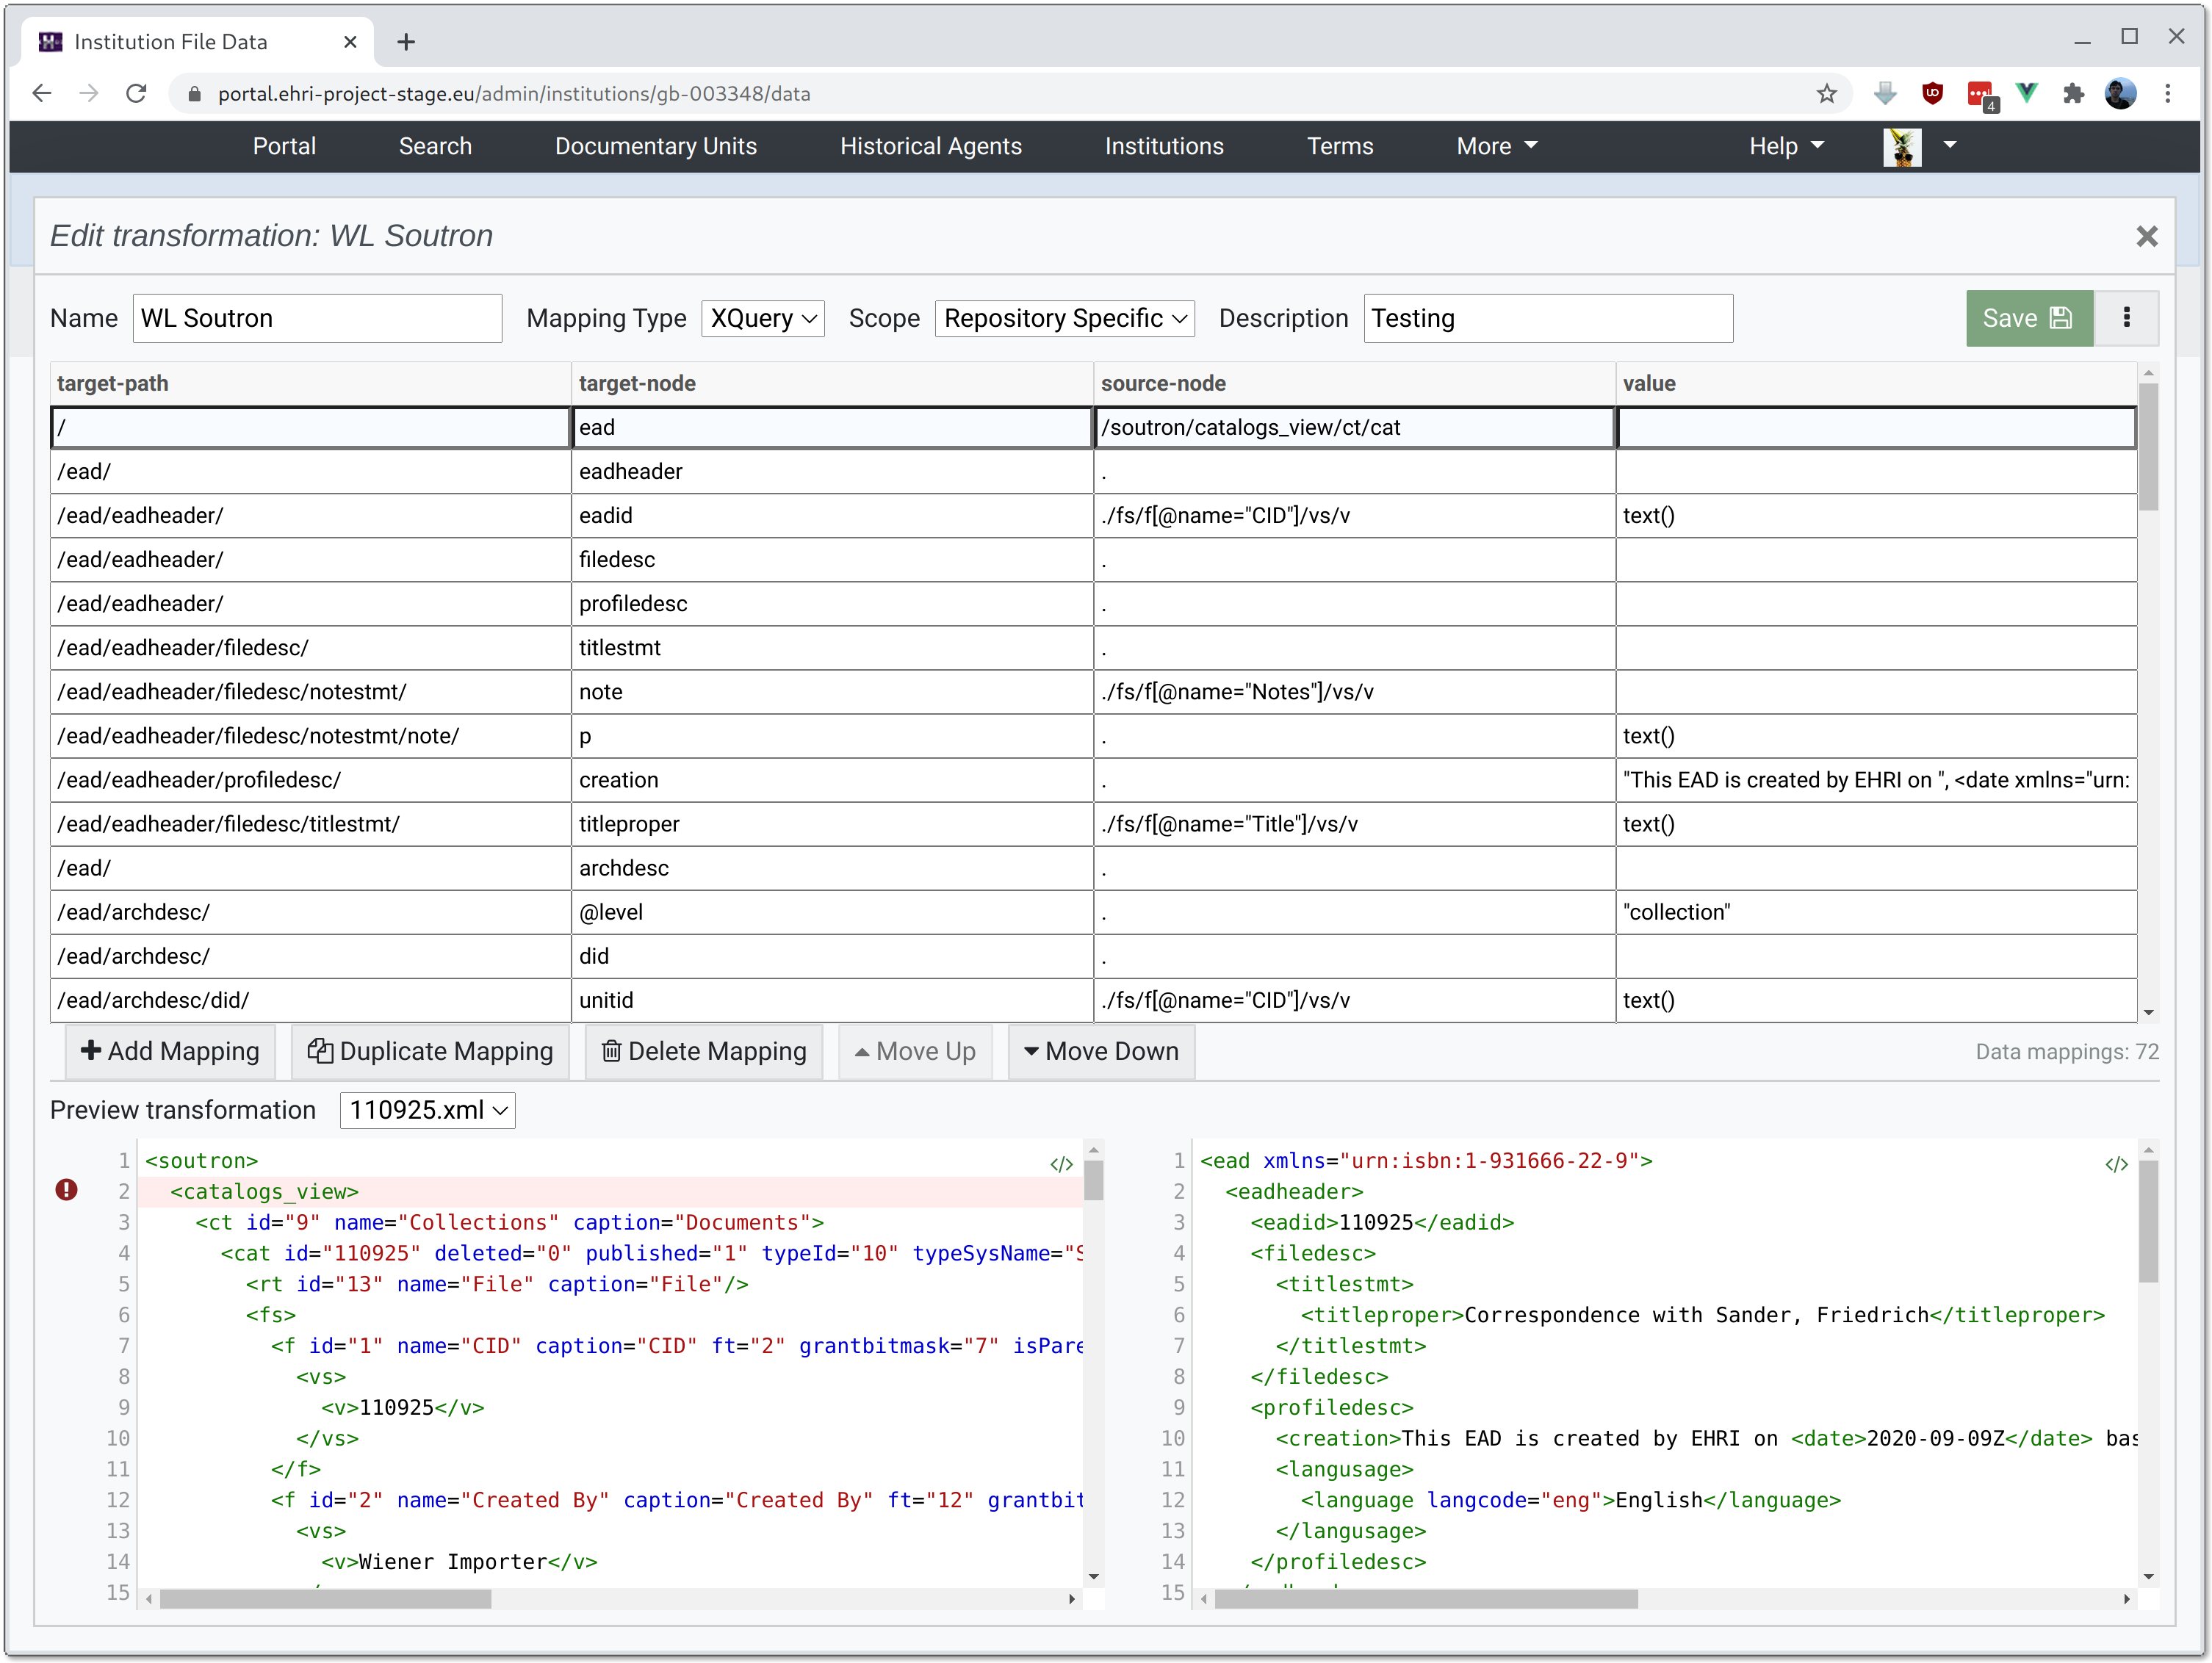 Institution File Data
portal.ehri-project-stage.eu/admin/institutions/gb-003348/data
4
Portal Search Documentary Units Historical Agents Institutions Terms More Help
Edit transformation: WL Soutron
Name WL Soutron Mapping Type XQuery Scope Repository Specific Description Testing Save
target-path target-node source-node value
/ ead /soutron/catalogs_view/ct/cat
/ead/ eadheader .
/ead/eadheader/ eadid ./fs/f[@name="CID"]/vs/v text()
/ead/eadheader/ filedesc .
/ead/eadheader/ profiledesc .
/ead/eadheader/filedesc/ titlestmt .
/ead/eadheader/filedesc/notestmt/ note ./fs/f[@name="Notes"]/vs/v
/ead/eadheader/filedesc/notestmt/note/ p . text()
/ead/eadheader/profiledesc/ creation . "This EAD is created by EHRI on ", <date xmlns="urn:
/ead/eadheader/filedesc/titlestmt/ titleproper ./fs/f[@name="Title"]/vs/v text()
/ead/ archdesc .
/ead/archdesc/ @level . "collection"
/ead/archdesc/ did .
/ead/archdesc/did/ unitid ./fs/f[@name="CID"]/vs/v text()
Add Mapping Duplicate Mapping Delete Mapping Move Up Move Down Data mappings: 72
Preview transformation 110925.xml
1 <soutron>
2 <catalogs_view>
3 <ct id="9" name="Collections" caption="Documents">
4 <cat id="110925" deleted="0" published="1" typeId="10" typeSysName="S
5 <rt id="13" name="File" caption="File"/>
6 <fs>
7 <f id="1" name="CID" caption="CID" ft="2" grantbitmask="7" isPare
8 <vs>
9 <v>110925</v>
10 </vs>
11 </f>
12 <f id="2" name="Created By" caption="Created By" ft="12" grantbit
13 <vs>
14 <v>Wiener Importer</v>
15
1 <ead xmlns="urn:isbn:1-931666-22-9">
2 <eadheader>
3 <eadid>110925</eadid>
4 <filedesc>
5 <titlestmt>
6 <titleproper>Correspondence with Sander, Friedrich</titleproper>
7 </titlestmt>
8 </filedesc>
9 <profiledesc>
10 <creation>This EAD is created by EHRI on <date>2020-09-09Z</date> bas
11 <langusage>
12 <language langcode="eng">English</language>
13 </langusage>
14 </profiledesc>
15